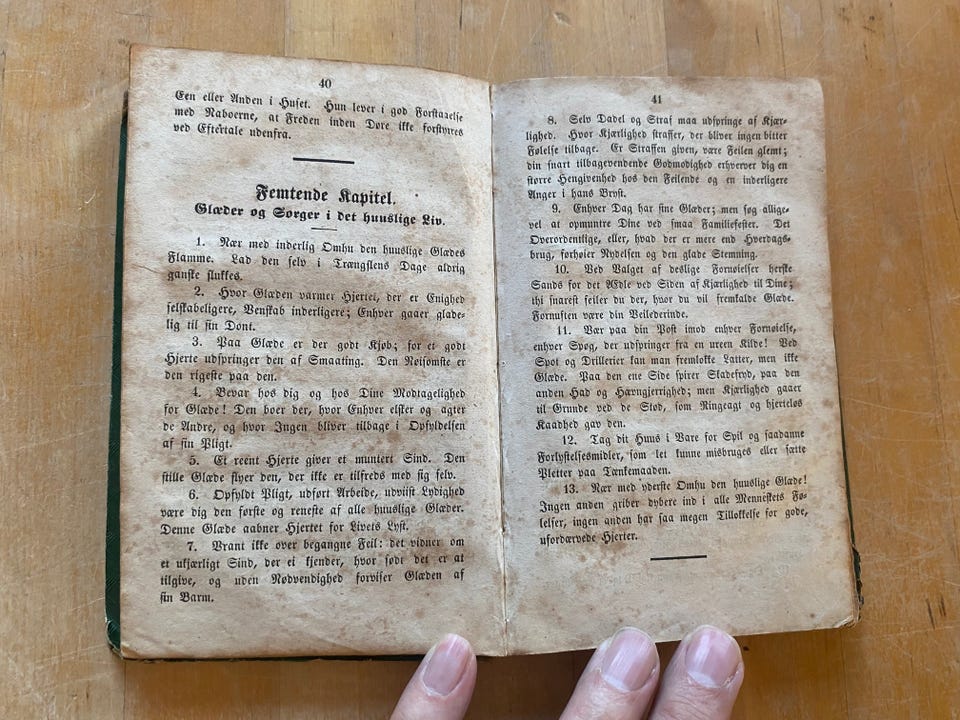 40
Een eller Anden i Huset. Hun lever i god Forstaaelse
med Naboerne, at Freden inden Døre ikke forstyrres
ved Eftertale udenfra.
Femtende Kapitel.
Glæder og Sorger i det huuslige Liv.
1. Nær med inderlig Omhu den huuslige Glædes
Flamme. Lad den selv i Trængslens Dage aldrig
ganske slukkes.
2. Hvor Glæden varmer Hjertet, der er Enighed
selskabeligere, Venskab inderligere; Enhver gaaer glade-
lig til sin Dont.
3. Paa Glæde er der godt Kjøb; for et godt
Hjerte udspringer den af Smaating. Den Nøisomste er
den rigeste paa den.
4. Bevar hos dig og hos Dine Modtagelighed
for Glæde! Den boer der, hvor Enhver elsker og agter
de Andre, og hvor Ingen bliver tilbage i Opfyldelsen
af sin Pligt.
5. Et reent Hjerte giver et muntert Sind. Den
stille Glæde flyer den, der ikke er tilfreds med sig selv.
6. Opfyldt Pligt, udført Arbeide, udviist Lydighed
være dig den første og reneste af alle huuslige Glæder.
Denne Glæde aabner Hjertet for Livets Lyst.
7. Vrant ikke over begangne Feil: det vidner om
et ukjærligt Sind, der ei kjender, hvor sødt det er at
tilgive, og uden Nødvendighed forviser Glæden af
sin Barm.
41
8. Selv Dadel og Straf maa udspringe af Kjær-
lighed. Hvor Kjærlighed straffer, der bliver ingen bitter
Følelse tilbage. Er Straffen given, være Feilen glemt;
din snart tilbagevendende Godmodighed erhverver dig en
større Hengivenhed hos den Feilende og en inderligere
Anger i hans Bryst.
9. Enhver Dag har sine Glæder; men søg allige-
vel at opmuntre Dine ved smaa Familiefester. Det
Overordentlige, eller, hvad der er mere end Hverdags-
brug, forhøier Nydelsen og den glade Stemning.
10. Ved Valget af deslige Fornøielser herske
Sands for det Ædle ved Siden af Kjærlighed til Dine;
thi snarest feiler du der, hvor du vil fremkalde Glæde.
Fornuften være din Veilederinde.
11. Vær paa din Post imod enhver Fornøielse,
enhver Spøg, der udspringer fra en ureen Kilde! Ved
Spot og Drillerier kan man fremlokke Latter, men ikke
Glæde. Paa den ene Side spirer Skadefryd, paa den
anden Had og Hævngjerrighed; men Kjærlighed gaaer
til Grunde ved de Stød, som Ringeagt og hjerteløs
Kaadhed gav den.
12. Tag dit Huus i Vare for Spil og saadanne
Forlystelsesmidler, som let kunne misbruges eller sætte
Pletter paa Tænkemaaden.
13. Nær med yderste Omhu den huuslige Glæde!
Ingen anden griber dybere ind i alle Menneskets Fø-
lelser, ingen anden har saa megen Tillokkelse for gode,
ufordærvede Hjerter.